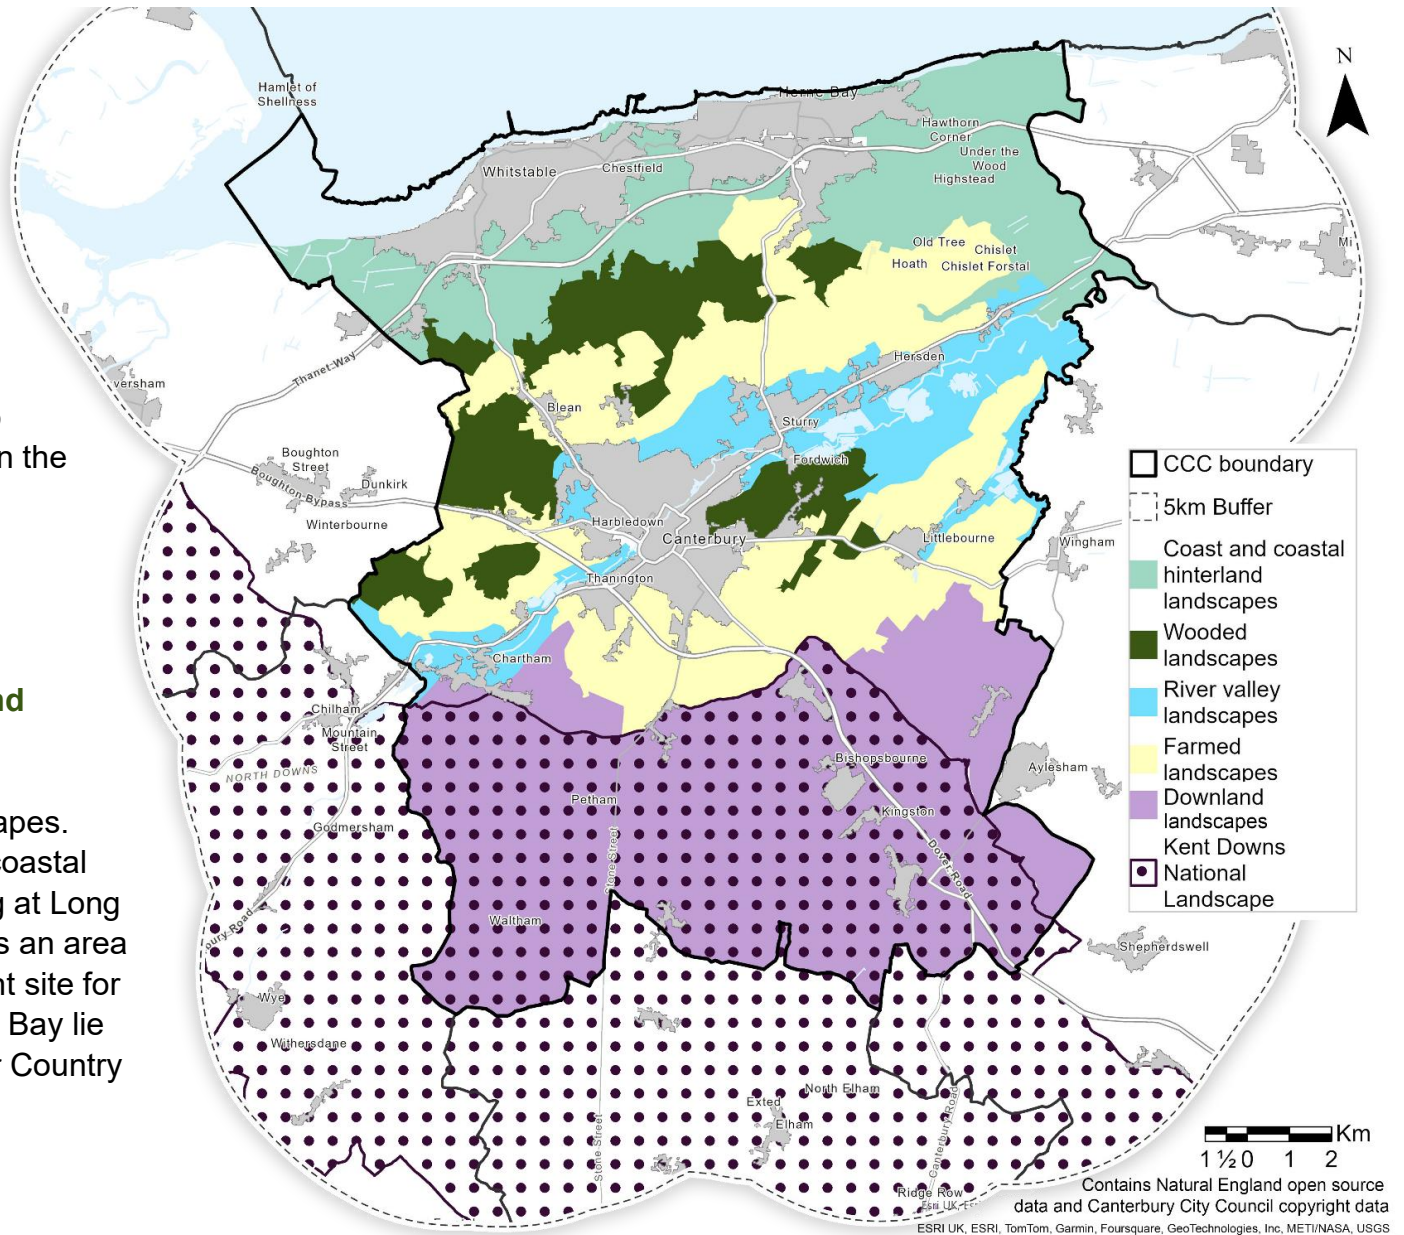 n the
nd
apes.
coastal
g at Long
s an area
nt site for
Bay lie
r Country
Hamlet of
Shellness
Herne Bay
Hawthorn
Corner
Under the
Wood
Highstead
Whitstable
Chestfield
Old Tree
Chislet
Hoath
Chislet Forstal
Hersden
Thanet Way
versham
Blean
Sturry
Fordwich
Boughton
Street
Dunkirk
Boughton Bypass
Winterbourne
Harbledown
Canterbury
Littlebourne
Wingham
Thanington
Chartham
Chilham
Mountain
Street
NORTH DOWNS
Godmersham
Bishopsbourne
Aylesham
Petham
Kingston
Stone Street
Dover Road
Waltham
bury Road
Shepherdswell
Wye
Withersdane
North Elham
Exted
Elham
Stone Street
Canterbury Road
Ridge Row
Mi
N
CCC boundary
5km Buffer
Coast and coastal
hinterland
landscapes
Wooded
landscapes
River valley
landscapes
Farmed
landscapes
Downland
landscapes
Kent Downs
National
Landscape
Km
1 ½ 0 1 2
Contains Natural England open source
data and Canterbury City Council copyright data
Esri UK, Esr
ESRI UK, ESRI, TomTom, Garmin, Foursquare, GeoTechnologies, Inc, METI/NASA, USGS